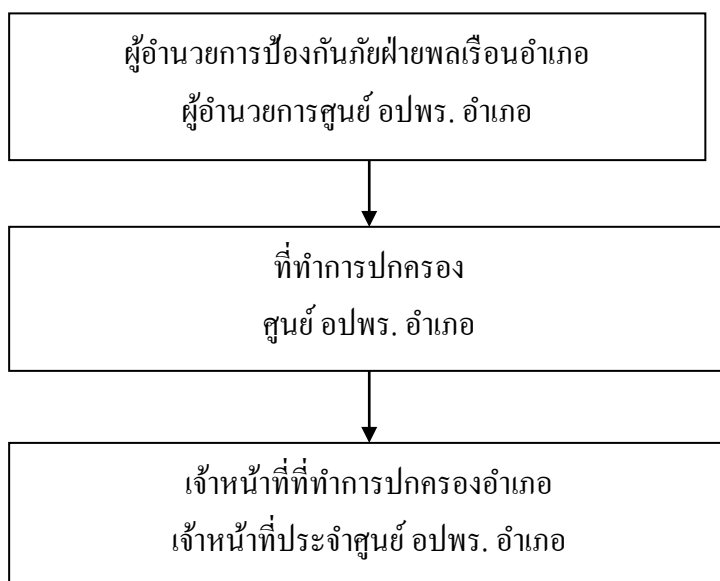 ผู้อำนวยการป้องกันภัยฝ่ายพลเรือนอำเภอ
ผู้อำนวยการศูนย์ อปพร. อำเภอ
ที่ทำการปกครอง
ศูนย์ อปพร. อำเภอ
เจ้าหน้าที่ที่ทำการปกครองอำเภอ
เจ้าหน้าที่ประจำศูนย์ อปพร. อำเภอ